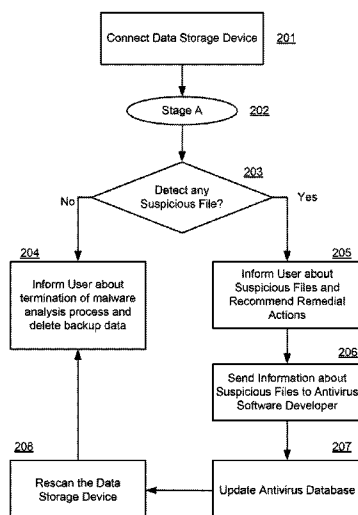 Connect Data Storage Device
201
Stage A
202
203
Detect any
Suspicious File?
No
Yes
204
Inform User about
termination of malware
analysis process and
delete backup data
205
Inform User about
Suspicious Files and
Recommend Remedial
Actions
206
Send Information about
Suspicious Files to Antivirus
Software Developer
207
Update Antivirus Database
208
Rescan the Data
Storage Device